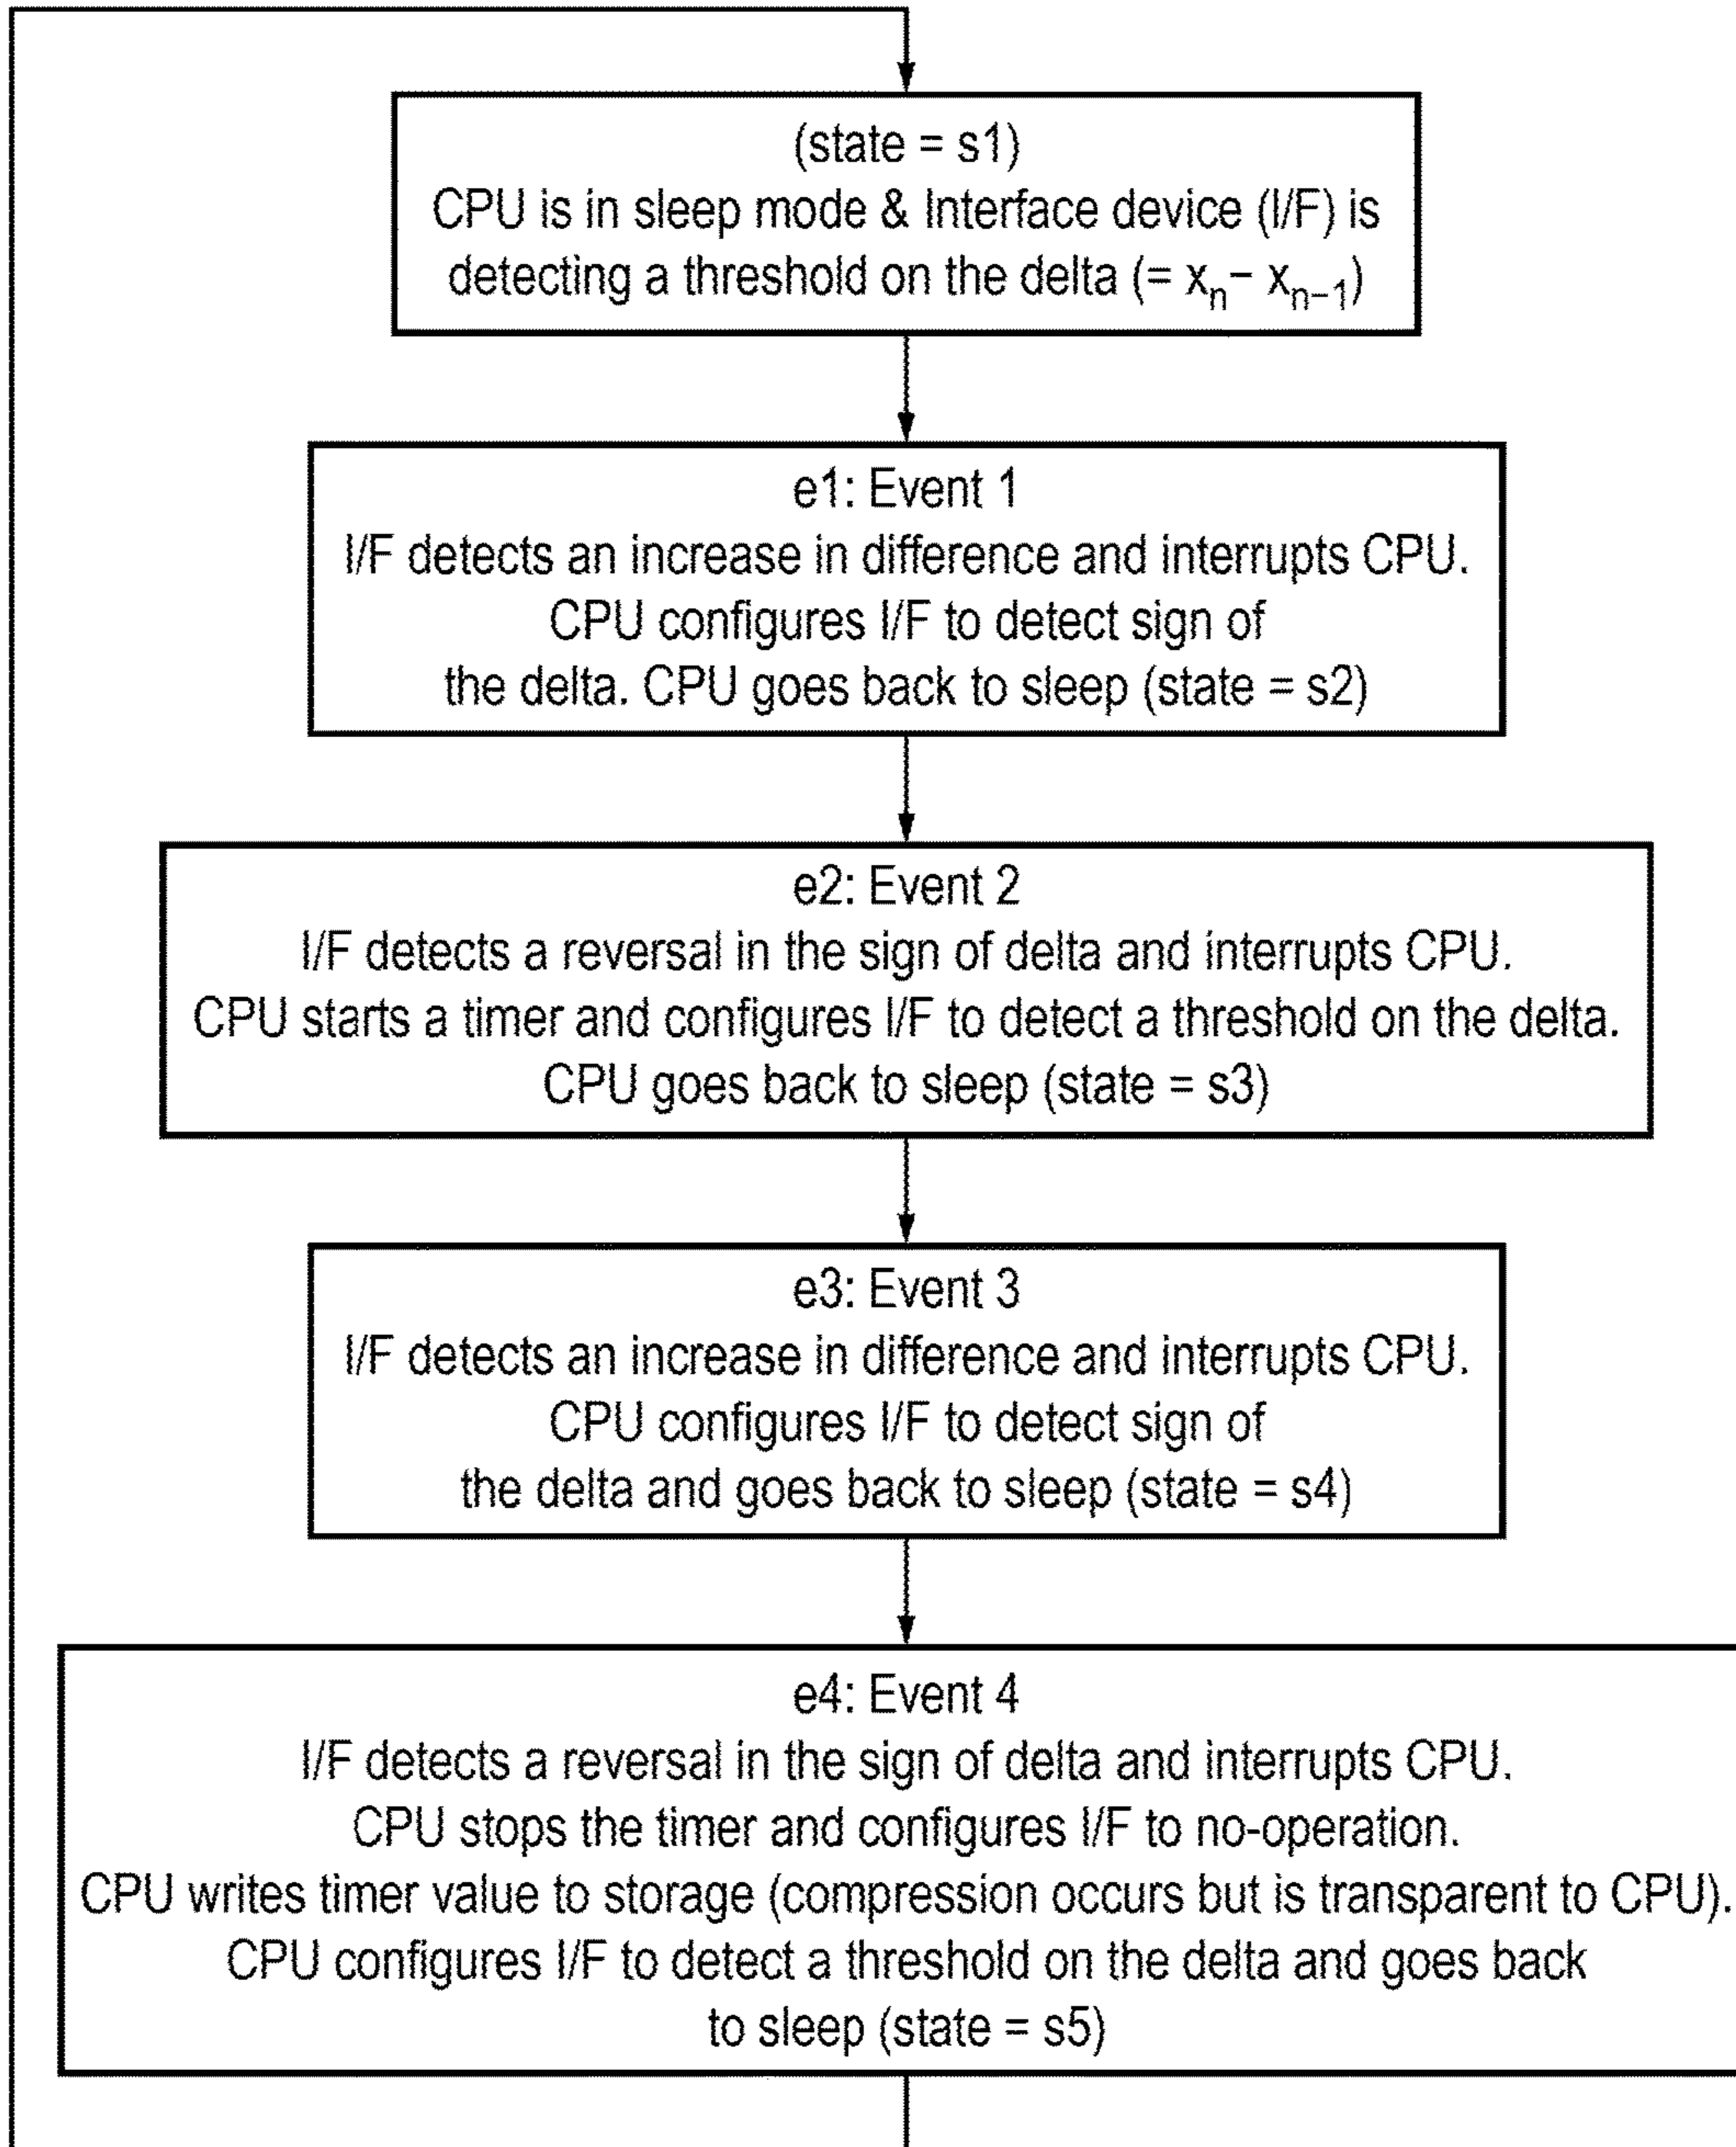 (state = s1)
CPU is in sleep mode & Interface device (I/F) is
detecting a threshold on the delta (= xₙ− xₙ₋₁)
e1: Event 1
I/F detects an increase in difference and interrupts CPU.
CPU configures I/F to detect sign of
the delta. CPU goes back to sleep (state = s2)
e2: Event 2
I/F detects a reversal in the sign of delta and interrupts CPU.
CPU starts a timer and configures I/F to detect a threshold on the delta.
CPU goes back to sleep (state = s3)
e3: Event 3
I/F detects an increase in difference and interrupts CPU.
CPU configures I/F to detect sign of
the delta and goes back to sleep (state = s4)
e4: Event 4
I/F detects a reversal in the sign of delta and interrupts CPU.
CPU stops the timer and configures I/F to no-operation.
CPU writes timer value to storage (compression occurs but is transparent to CPU).
CPU configures I/F to detect a threshold on the delta and goes back
to sleep (state = s5)